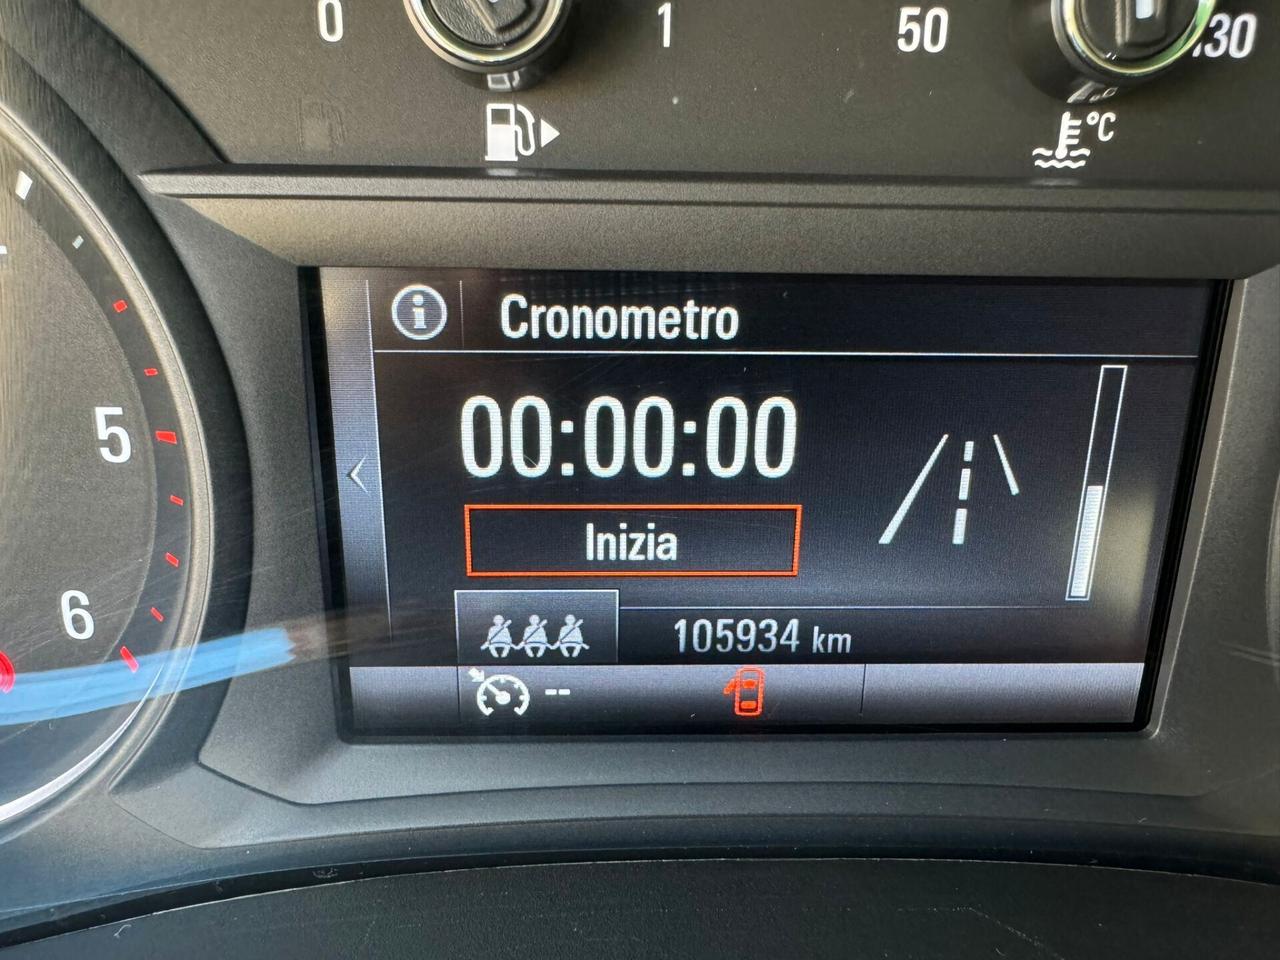 0 1 50 130
°C
Cronometro
00:00:00
5
Inizia
6
105934 km
--